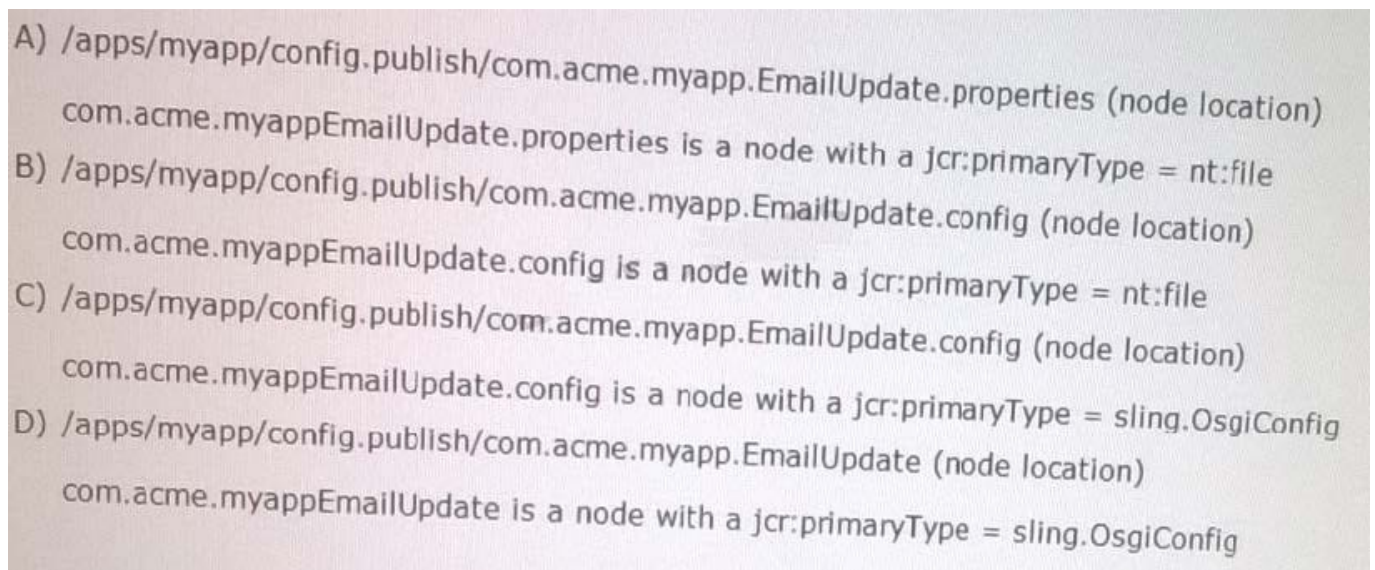 A) /apps/myapp/config.publish/com.acme.myapp.EmailUpdate.properties (node location)
com.acme.myappEmailUpdate.properties is a node with a jcr:primaryType = nt:file
B) /apps/myapp/config.publish/com.acme.myapp.EmailUpdate.config (node location)
com.acme.myappEmailUpdate.config is a node with a jcr:primaryType = nt:file
C) /apps/myapp/config.publish/com.acme.myapp.EmailUpdate.config (node location)
com.acme.myappEmailUpdate.config is a node with a jcr:primaryType = sling.OsgiConfig
D) /apps/myapp/config.publish/com.acme.myapp.EmailUpdate (node location)
com.acme.myappEmailUpdate is a node with a jcr:primaryType = sling.OsgiConfig